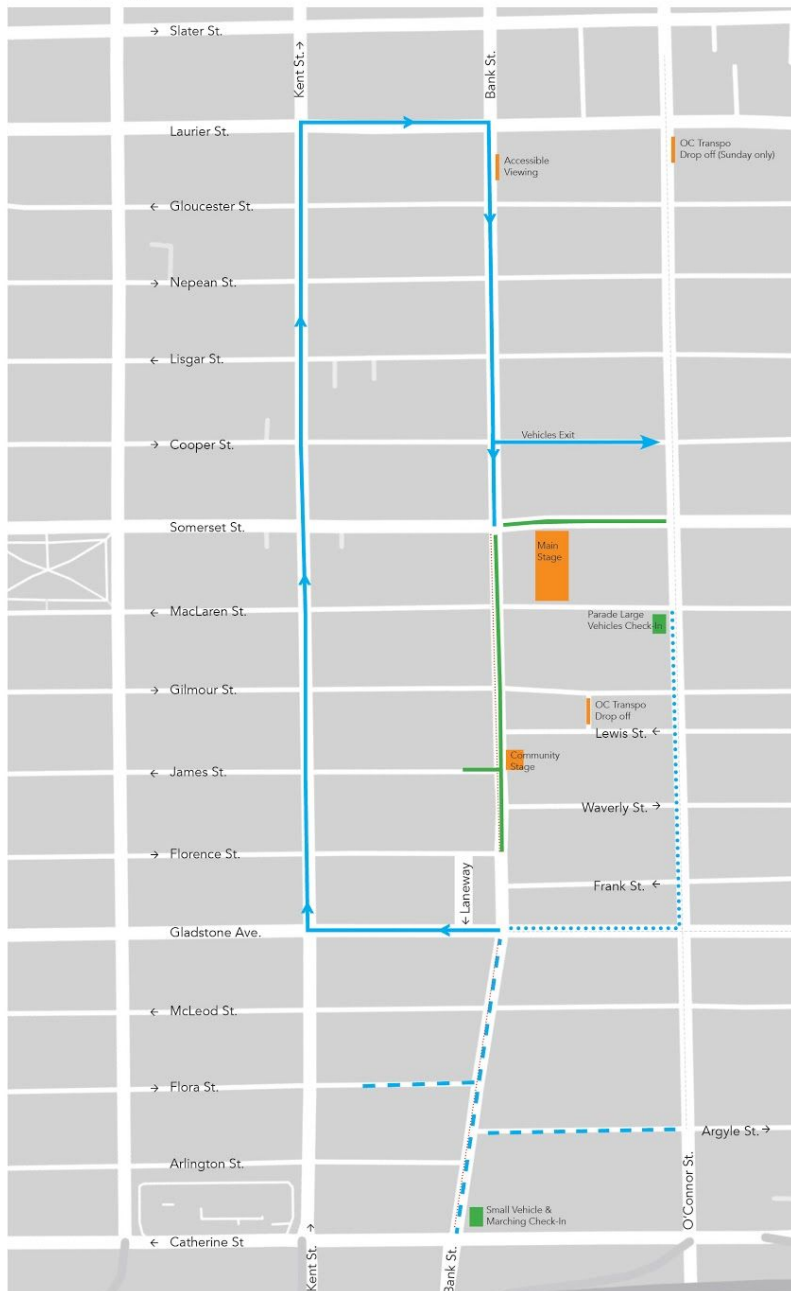 → Slater St.
Kent St. →
Bank St.
Laurier St.
OC Transpo
Drop off (Sunday only)
Accessible
Viewing
← Gloucester St.
→ Nepean St.
← Lisgar St.
Vehicles Exit
→ Cooper St.
Somerset St.
Main
Stage
← MacLaren St.
Parade Large
Vehicles Check-In
→ Gilmour St.
OC Transpo
Drop off
Lewis St. ←
Community
Stage
← James St.
Waverly St. →
→ Florence St.
← Laneway
Frank St. ←
Gladstone Ave.
← McLeod St.
→ Flora St.
Argyle St. →
Arlington St.
O'Connor St.
Small Vehicle &
Marching Check-In
← Catherine St
Kent St. →
Bank St.